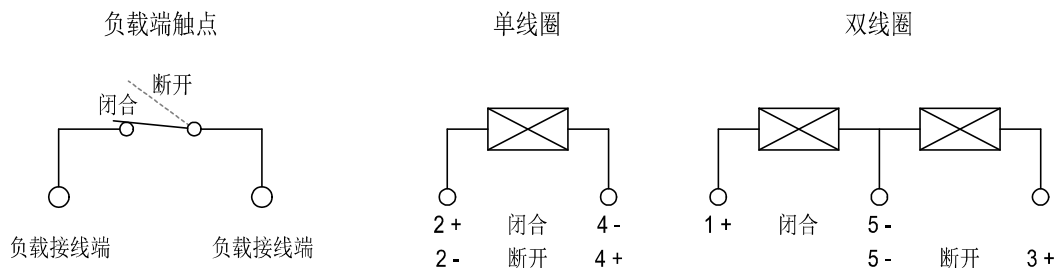 负载端触点 单线圈 双线圈
断开
闭合
2 + 闭合 4 - 1 + 闭合 5 -
负载接线端 负载接线端
2 - 断开 4 + 5 - 断开 3 +